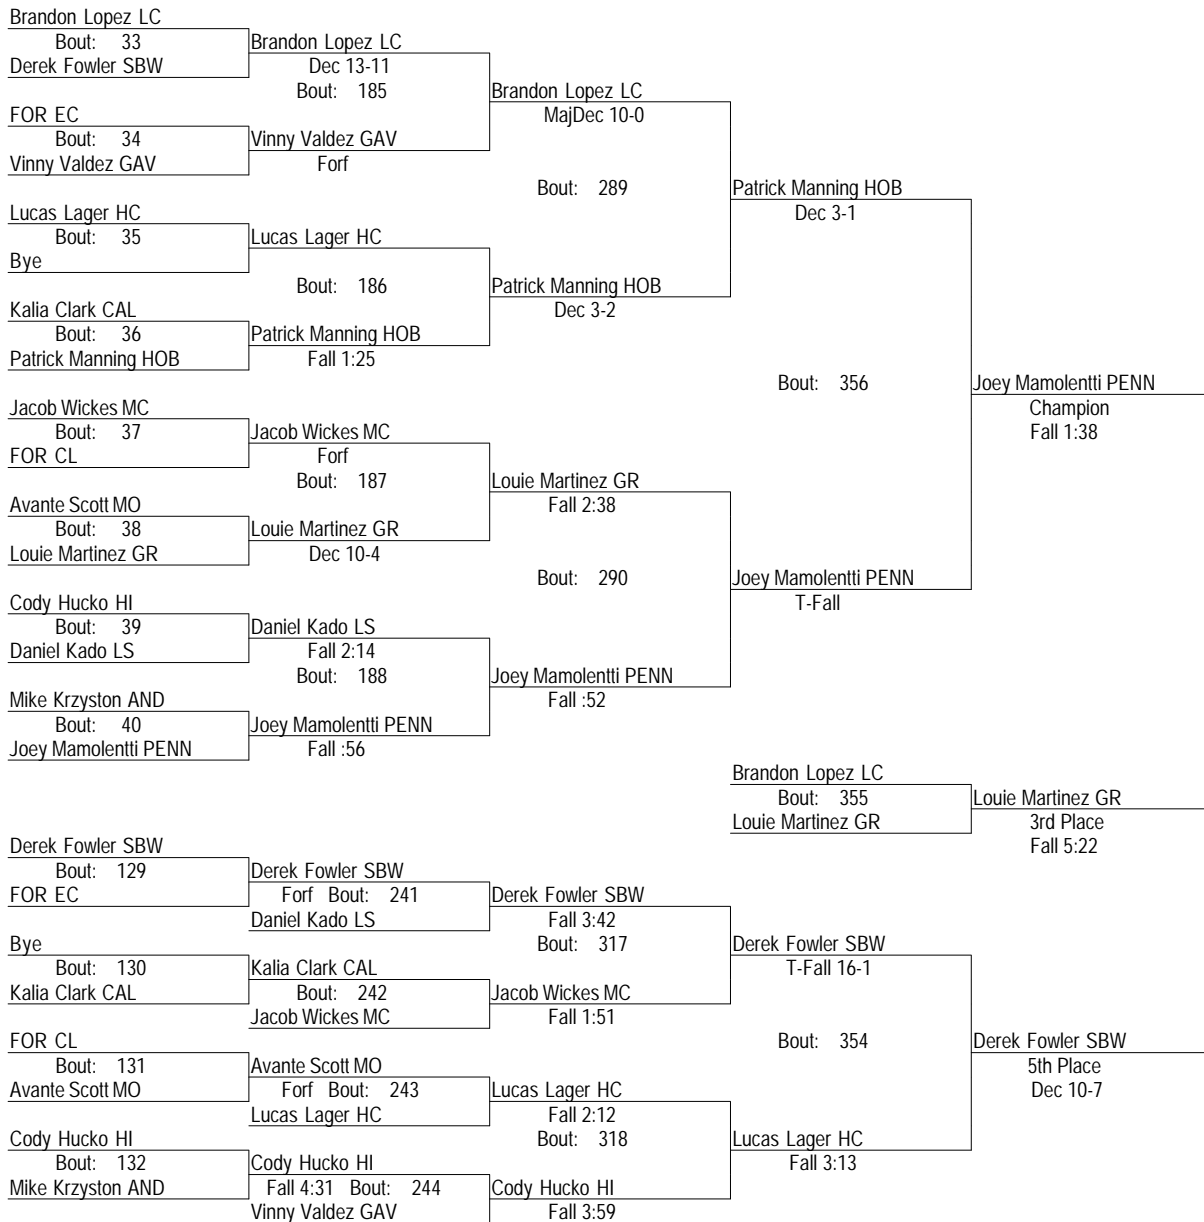 Brandon Lopez LC
Bout: 33
Brandon Lopez LC
Derek Fowler SBW
Dec 13-11
Bout: 185
Brandon Lopez LC
FOR EC
MajDec 10-0
Bout: 34
Vinny Valdez GAV
Vinny Valdez GAV
Forf
Bout: 289
Patrick Manning HOB
Lucas Lager HC
Dec 3-1
Bout: 35
Lucas Lager HC
Bye
Bout: 186
Patrick Manning HOB
Kalia Clark CAL
Dec 3-2
Bout: 36
Patrick Manning HOB
Patrick Manning HOB
Fall 1:25
Bout: 356
Joey Mamolentti PENN
Jacob Wickes MC
Champion
Bout: 37
Jacob Wickes MC
Fall 1:38
FOR CL
Forf
Bout: 187
Louie Martinez GR
Avante Scott MO
Fall 2:38
Bout: 38
Louie Martinez GR
Louie Martinez GR
Dec 10-4
Bout: 290
Joey Mamolentti PENN
Cody Hucko HI
T-Fall
Bout: 39
Daniel Kado LS
Daniel Kado LS
Fall 2:14
Bout: 188
Joey Mamolentti PENN
Mike Krzyston AND
Fall :52
Bout: 40
Joey Mamolentti PENN
Joey Mamolentti PENN
Fall :56
Brandon Lopez LC
Bout: 355
Louie Martinez GR
Louie Martinez GR
3rd Place
Fall 5:22
Derek Fowler SBW
Bout: 129
Derek Fowler SBW
FOR EC
Forf Bout: 241
Derek Fowler SBW
Daniel Kado LS
Fall 3:42
Bye
Bout: 317
Derek Fowler SBW
Bout: 130
Kalia Clark CAL
T-Fall 16-1
Kalia Clark CAL
Bout: 242
Jacob Wickes MC
Jacob Wickes MC
Fall 1:51
FOR CL
Bout: 354
Derek Fowler SBW
Bout: 131
Avante Scott MO
5th Place
Avante Scott MO
Forf Bout: 243
Lucas Lager HC
Dec 10-7
Lucas Lager HC
Fall 2:12
Cody Hucko HI
Bout: 318
Lucas Lager HC
Bout: 132
Cody Hucko HI
Fall 3:13
Mike Krzyston AND
Fall 4:31 Bout: 244
Cody Hucko HI
Vinny Valdez GAV
Fall 3:59